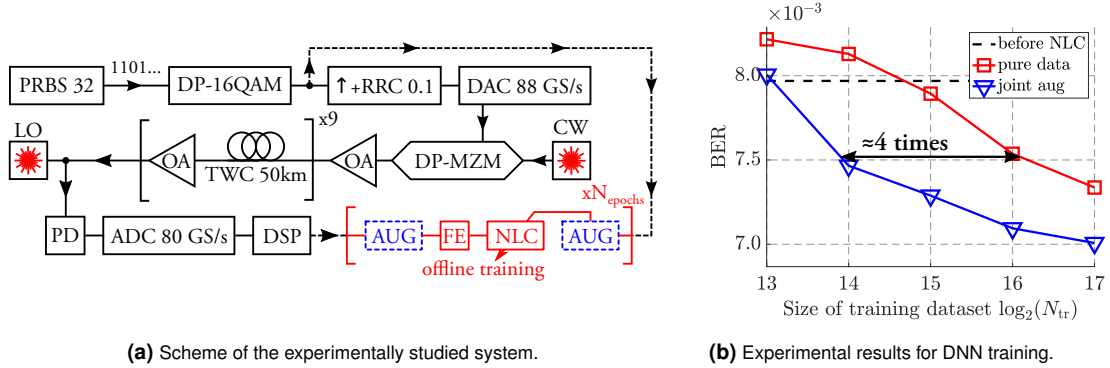 1101...
PRBS 32
DP-16QAM
↑+RRC 0.1
DAC 88 GS/s
LO
x9
CW
OA
TWC 50km
OA
DP-MZM
xN_epochs
PD
ADC 80 GS/s
DSP
AUG
FE
NLC
AUG
offline training
(a) Scheme of the experimentally studied system.
×10⁻³
before NLC
pure data
joint aug
8.0
7.5
7.0
BER
≈4 times
13 14 15 16 17
Size of training dataset log₂(N_tr)
(b) Experimental results for DNN training.